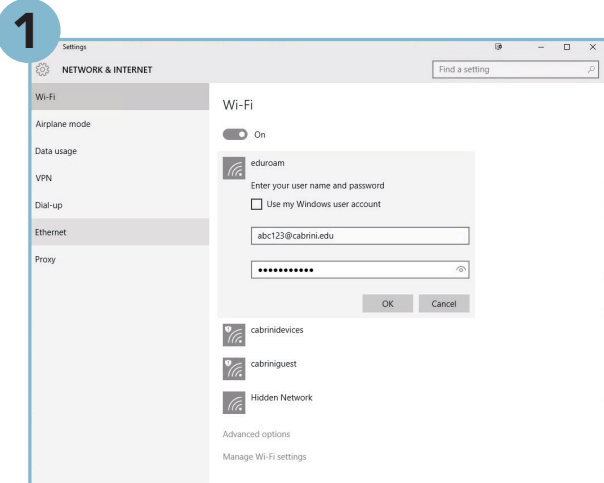 1
Settings
NETWORK & INTERNET
Find a setting
Wi-Fi
Airplane mode
Data usage
VPN
Dial-up
Ethernet
Proxy
Wi-Fi
On
eduroam
Enter your user name and password
Use my Windows user account
abc123@cabrini.edu
•••••••••••
OK Cancel
cabrinidevices
cabriniguest
Hidden Network
Advanced options
Manage Wi-Fi settings